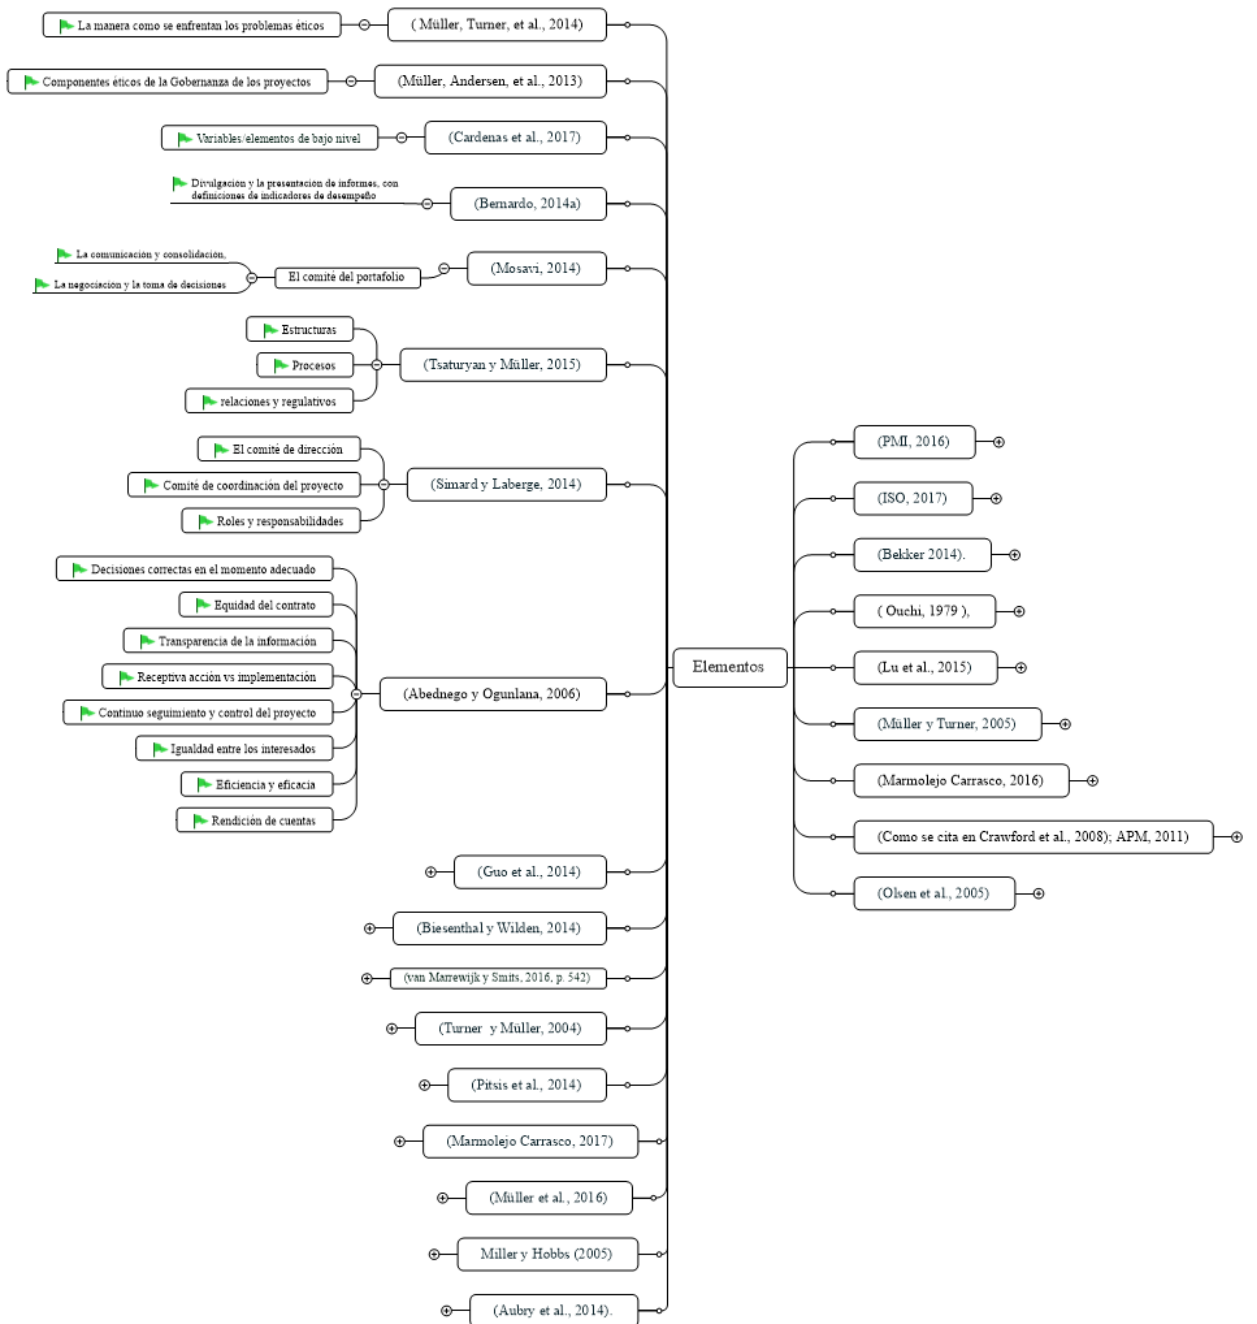 La manera como se enfrentan los problemas éticos
( Müller, Turner, et al., 2014)
Componentes éticos de la Gobernanza de los proyectos
(Müller, Andersen, et al., 2013)
Variables/elementos de bajo nivel
(Cardenas et al., 2017)
Divulgación y la presentación de informes, con
definiciones de indicadores de desempeño
(Bernardo, 2014a)
La comunicación y consolidación,
La negociación y la toma de decisiones
El comité del portafolio
(Mosavi, 2014)
Estructuras
Procesos
relaciones y regulativos
(Tsaturyan y Müller, 2015)
El comité de dirección
Comité de coordinación del proyecto
Roles y responsabilidades
(Simard y Laberge, 2014)
Decisiones correctas en el momento adecuado
Equidad del contrato
Transparencia de la información
Receptiva acción vs implementación
Continuo seguimiento y control del proyecto
Igualdad entre los interesados
Eficiencia y eficacia
Rendición de cuentas
(Abednego y Ogunlana, 2006)
(Guo et al., 2014)
(Biesenthal y Wilden, 2014)
(van Marrewijk y Smits, 2016, p. 542)
(Turner y Müller, 2004)
(Pitsis et al., 2014)
(Marmolejo Carrasco, 2017)
(Müller et al., 2016)
Miller y Hobbs (2005)
(Aubry et al., 2014).
Elementos
(PMI, 2016)
(ISO, 2017)
(Bekker 2014).
( Ouchi, 1979 ),
(Lu et al., 2015)
(Müller y Turner, 2005)
(Marmolejo Carrasco, 2016)
(Como se cita en Crawford et al., 2008); APM, 2011)
(Olsen et al., 2005)